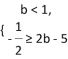 b < 1,
{
- 1/2 ≥ 2b - 5